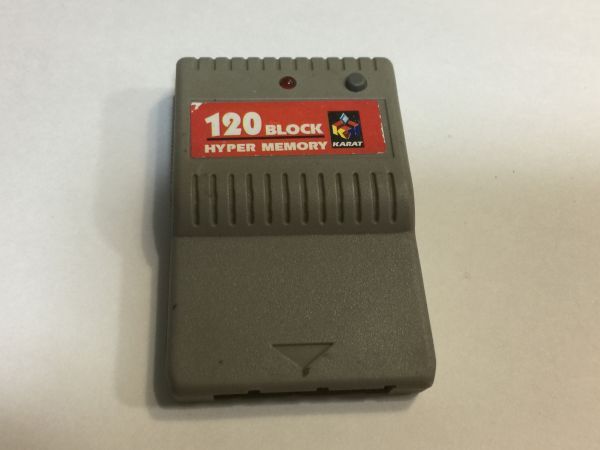 120 BLOCK
HYPER MEMORY
KARAT